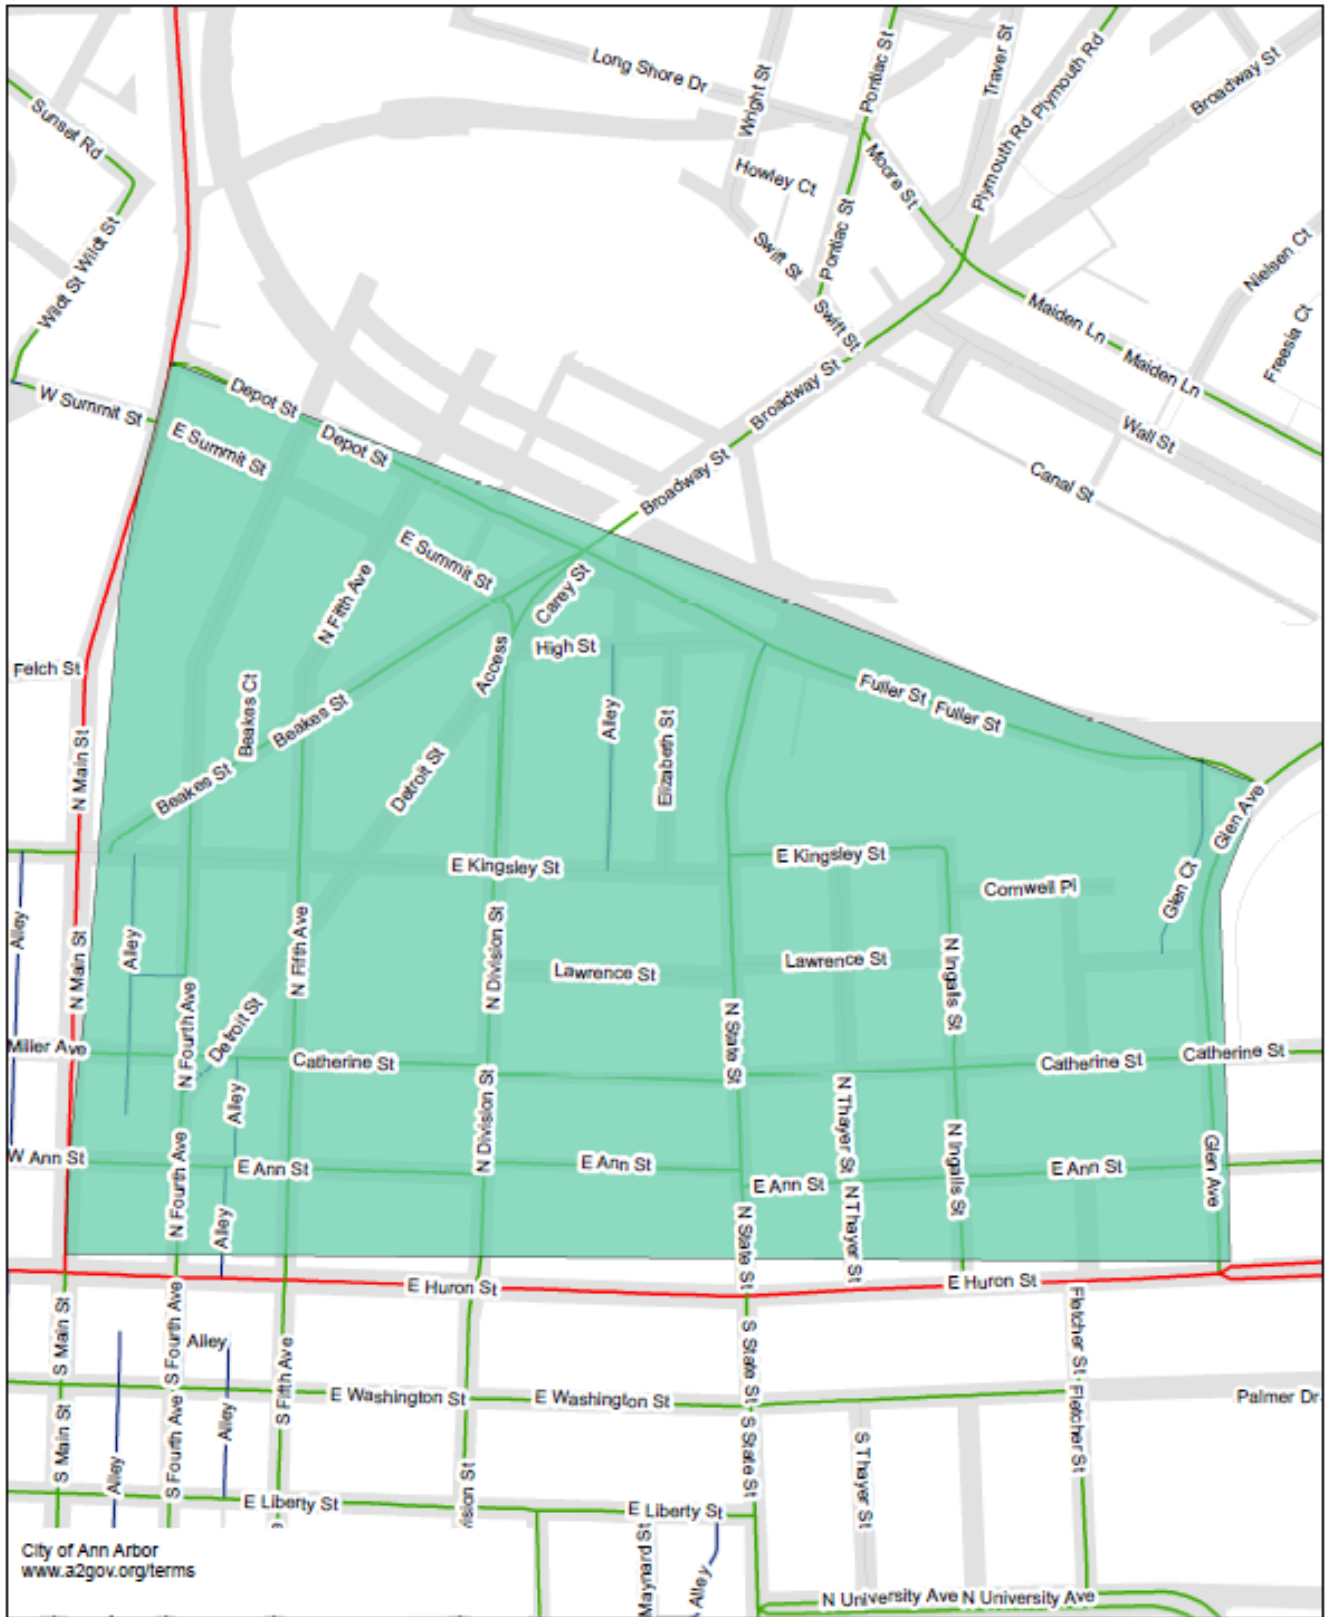 Long Shore Dr
Wright St
Pontiac St
Traver St
Plymouth Rd
Plymouth Rd
Broadway St
Sunset Rd
Moore St
Howley Ct
Pontiac St
Swift St
Wildt St
Wildt St
Nielsen Ct
Swift St
Maiden Ln
Maiden Ln
Freesia Ct
W Summit St
Depot St
E Summit St
Depot St
Broadway St
Broadway St
Wall St
Canal St
E Summit St
N Fifth Ave
Carey St
High St
Access
Felch St
Beakes Ct
Beakes St
Alley
Elizabeth St
Fuller St
Fuller St
N Main St
Beakes St
Detroit St
Glen Ave
E Kingsley St
E Kingsley St
Cornwell Pl
Glen Ct
Alley
N Main St
Alley
N Fifth Ave
N Division St
Lawrence St
Lawrence St
N Ingalls St
Miller Ave
N Fourth Ave
Detroit St
Catherine St
N State St
Catherine St
Catherine St
Alley
N Division St
N Thayer St
W Ann St
N Fourth Ave
E Ann St
E Ann St
E Ann St
N Ingalls St
E Ann St
Glen Ave
Alley
N State St
N Thayer St
E Huron St
E Huron St
S Main St
S Fourth Ave
Alley
S Fifth Ave
S State St
Fletcher St
E Washington St
E Washington St
Palmer Dr
S Main St
S Fourth Ave
Alley
Alley
S State St
S Thayer St
Fletcher St
E Liberty St
vision St
E Liberty St
e
Maynard St
Alley
City of Ann Arbor
www.a2gov.org/terms
N University Ave
N University Ave